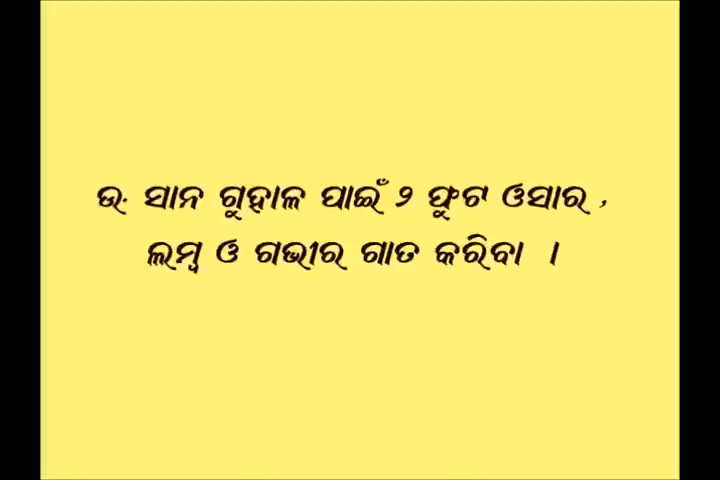 ଉ. ସାନ ଗୁହାଳ ପାଇଁ ୨ ଫୁଟ ଓସାର ,
ଲମ୍ବ ଓ ଗଭୀର ଗାତ କରିବା ।